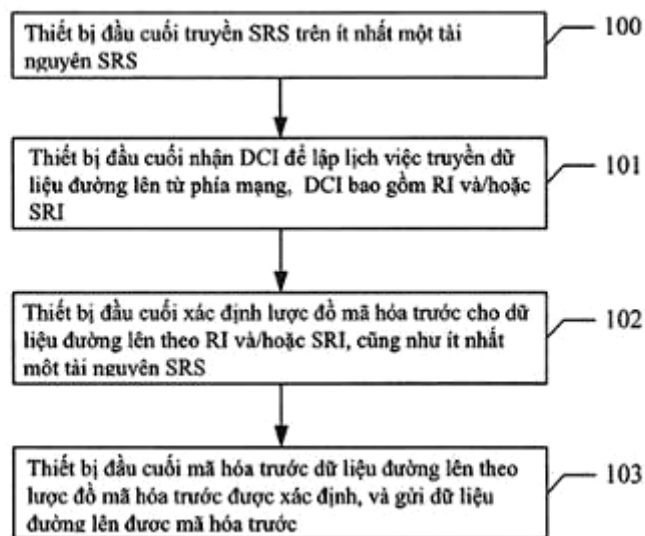 Thiết bị đầu cuối truyền SRS trên ít nhất một tài
nguyên SRS
100
Thiết bị đầu cuối nhận DCI để lập lịch việc truyền dữ
liệu đường lên từ phía mạng, DCI bao gồm RI và/hoặc
SRI
101
Thiết bị đầu cuối xác định lược đồ mã hóa trước cho dữ
liệu đường lên theo RI và/hoặc SRI, cũng như ít nhất
một tài nguyên SRS
102
Thiết bị đầu cuối mã hóa trước dữ liệu đường lên theo
lược đồ mã hóa trước được xác định, và gửi dữ liệu
đường lên được mã hóa trước
103